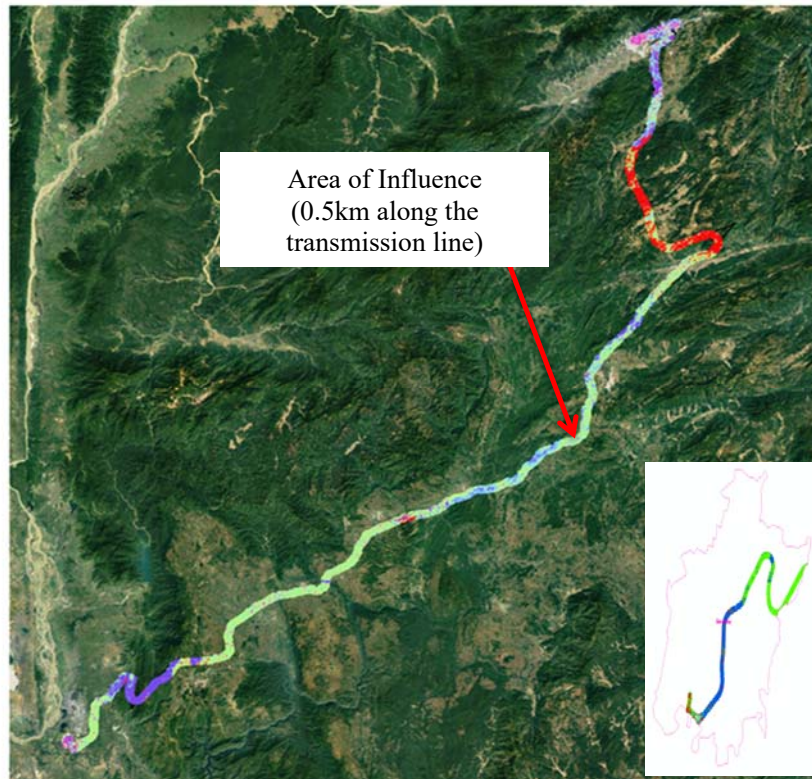 Area of Influence
(0.5km along the
transmission line)